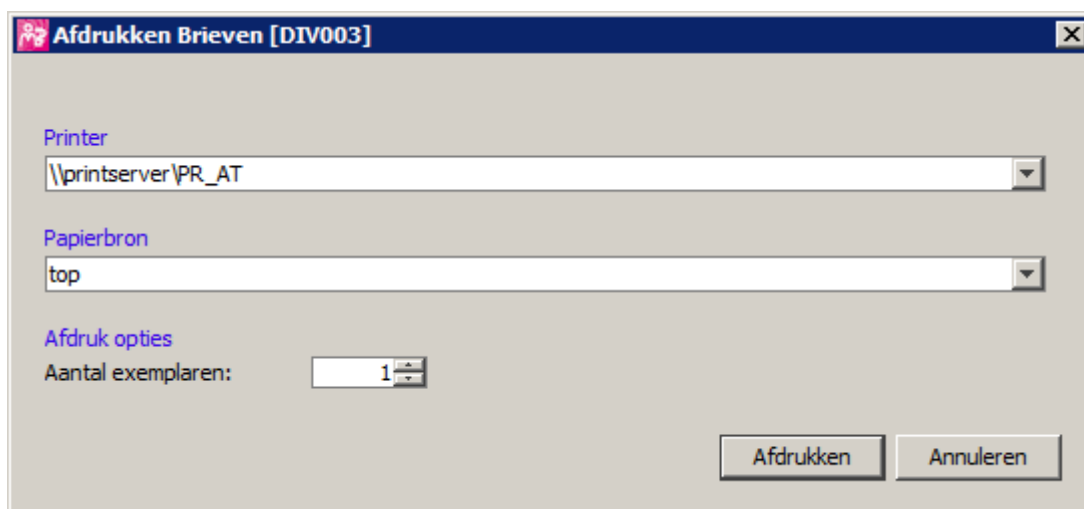 Afdrukken Brieven [DIV003]
Printer
\\printserver\PR_AT
Papierbron
top
Afdruk opties
Aantal exemplaren: 1
Afdrukken Annuleren